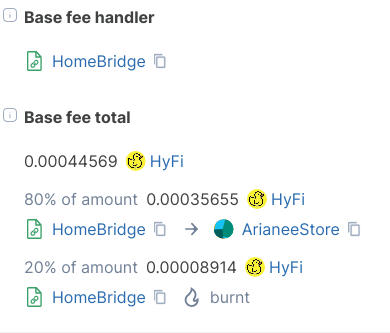 Base fee handler
HomeBridge
Base fee total
0.00044569 HyFi
80% of amount 0.00035655 HyFi
HomeBridge → ArianeeStore
20% of amount 0.00008914 HyFi
HomeBridge burnt